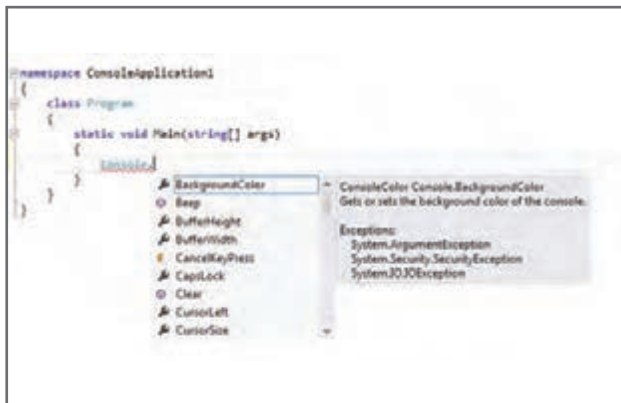 namespace ConsoleApplication1
{
class Program
{
static void Main(string[] args)
{
Console.
}
}
}
BackgroundColor
Beep
BufferHeight
BufferWidth
CancelKeyPress
CapsLock
Clear
CursorLeft
CursorSize
ConsoleColor Console.BackgroundColor
Gets or sets the background color of the console.
Exceptions:
System.ArgumentException
System.Security.SecurityException
System.IO.IOException